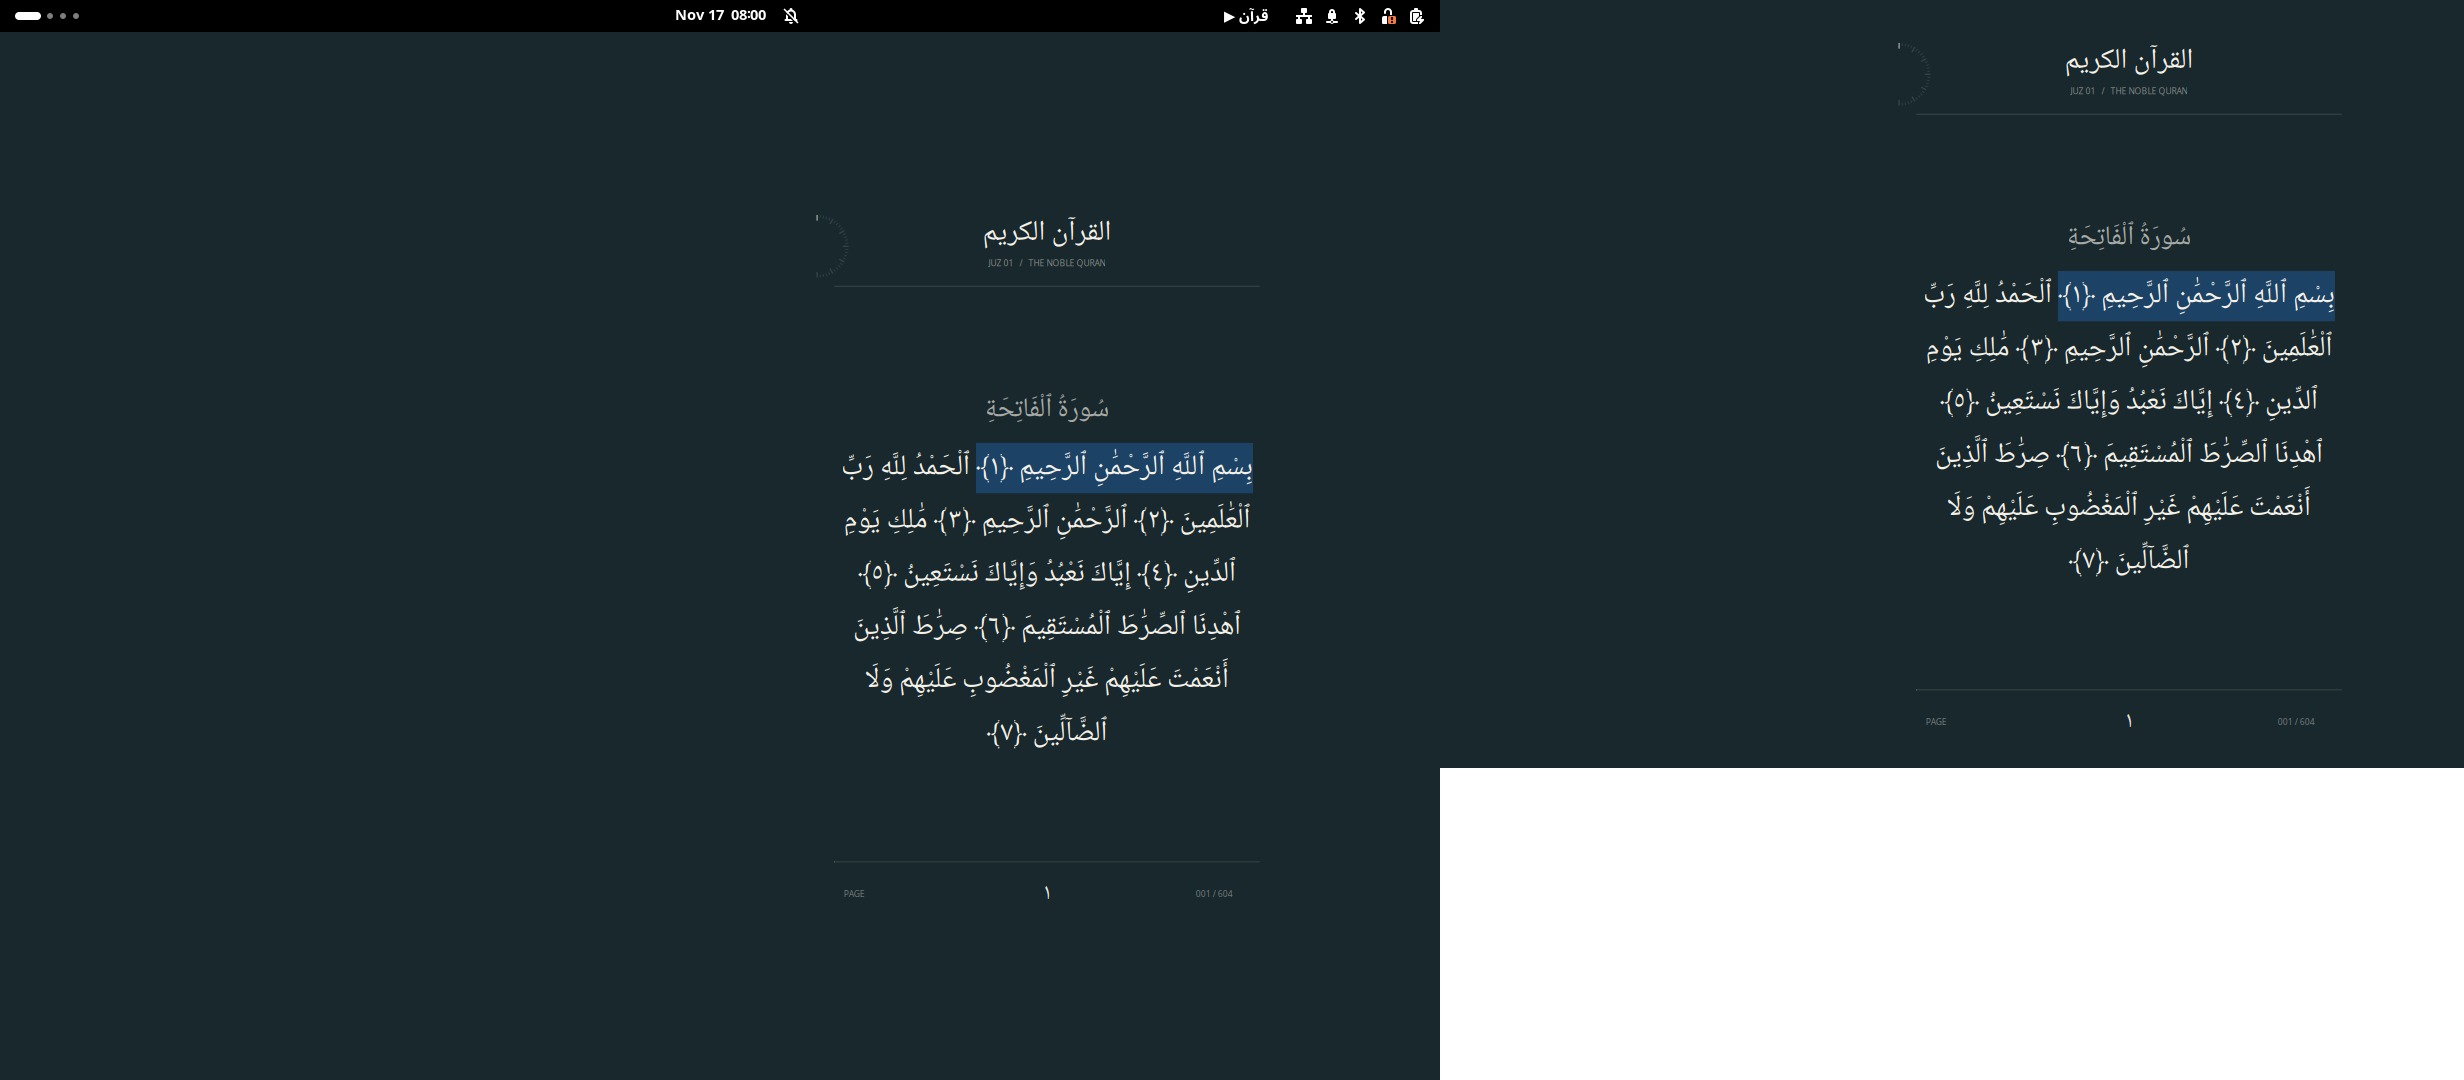 Nov 17 08:00
قرآن ▶
القرآن الكريم
JUZ 01 / THE NOBLE QURAN
سُورَةُ ٱلْفَاتِحَةِ
بِسْمِ ٱللَّهِ ٱلرَّحْمَٰنِ ٱلرَّحِيمِ ۝{١}۝ ٱلْحَمْدُ لِلَّهِ رَبِّ
ٱلْعَٰلَمِينَ ۝{٢}۝ ٱلرَّحْمَٰنِ ٱلرَّحِيمِ ۝{٣}۝ مَٰلِكِ يَوْمِ
ٱلدِّينِ ۝{٤}۝ إِيَّاكَ نَعْبُدُ وَإِيَّاكَ نَسْتَعِينُ ۝{٥}۝
ٱهْدِنَا ٱلصِّرَٰطَ ٱلْمُسْتَقِيمَ ۝{٦}۝ صِرَٰطَ ٱلَّذِينَ
أَنْعَمْتَ عَلَيْهِمْ غَيْرِ ٱلْمَغْضُوبِ عَلَيْهِمْ وَلَا
ٱلضَّآلِّينَ ۝{٧}۝
PAGE ١ 001 / 604
القرآن الكريم
JUZ 01 / THE NOBLE QURAN
سُورَةُ ٱلْفَاتِحَةِ
بِسْمِ ٱللَّهِ ٱلرَّحْمَٰنِ ٱلرَّحِيمِ ۝{١}۝ ٱلْحَمْدُ لِلَّهِ رَبِّ
ٱلْعَٰلَمِينَ ۝{٢}۝ ٱلرَّحْمَٰنِ ٱلرَّحِيمِ ۝{٣}۝ مَٰلِكِ يَوْمِ
ٱلدِّينِ ۝{٤}۝ إِيَّاكَ نَعْبُدُ وَإِيَّاكَ نَسْتَعِينُ ۝{٥}۝
ٱهْدِنَا ٱلصِّرَٰطَ ٱلْمُسْتَقِيمَ ۝{٦}۝ صِرَٰطَ ٱلَّذِينَ
أَنْعَمْتَ عَلَيْهِمْ غَيْرِ ٱلْمَغْضُوبِ عَلَيْهِمْ وَلَا
ٱلضَّآلِّينَ ۝{٧}۝
PAGE ١ 001 / 604